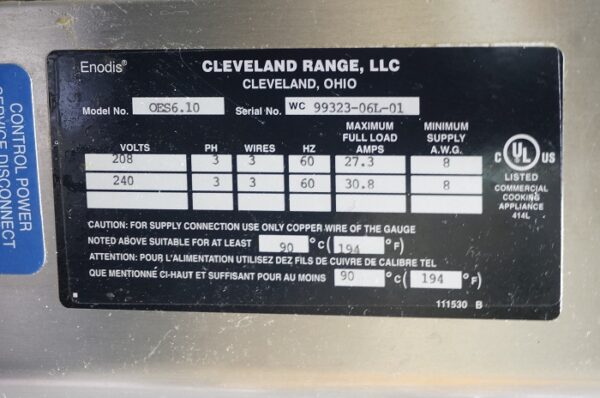 Enodis®
CLEVELAND RANGE, LLC
CLEVELAND, OHIO
Model No. OES6.10 Serial No. WC 99323-06L-01
VOLTS PH WIRES HZ MAXIMUM FULL LOAD AMPS MINIMUM SUPPLY A.W.G.
208 3 3 60 27.3 8
240 3 3 60 30.8 8
C UL US
LISTED
COMMERCIAL
COOKING
APPLIANCE
414L
CAUTION: FOR SUPPLY CONNECTION USE ONLY COPPER WIRE OF THE GAUGE
NOTED ABOVE SUITABLE FOR AT LEAST 90 °C ( 194 °F)
ATTENTION: POUR L'ALIMENTATION UTILISEZ DEZ FILS DE CUIVRE DE CALIBRE TEL
QUE MENTIONNÉ CI-HAUT ET SUFFISANT POUR AU MOINS 90 °C ( 194 °F)
111530 B
CONTROL POWER
SERVICE DISCONNECT